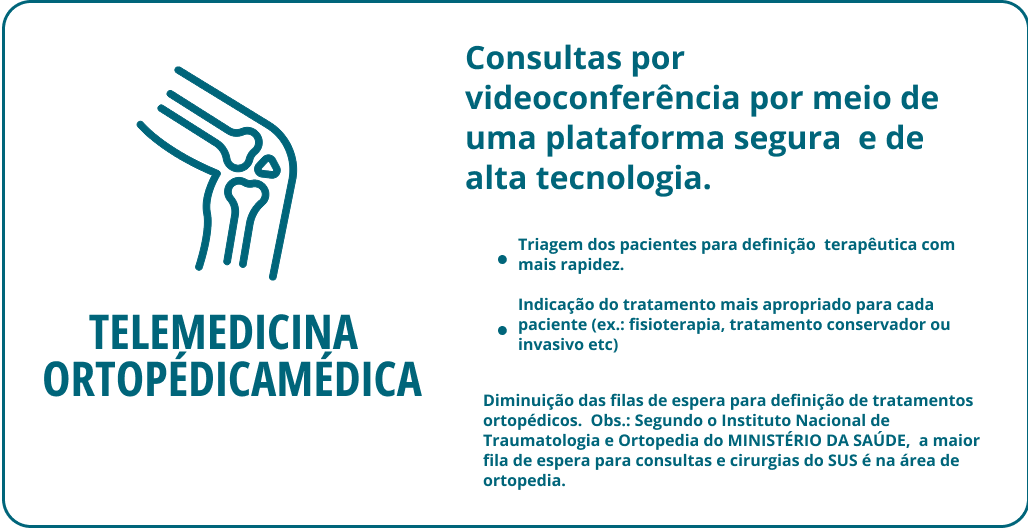 TELEMEDICINA
ORTOPÉDICAMÉDICA
Consultas por
videoconferência por meio de
uma plataforma segura e de
alta tecnologia.
Triagem dos pacientes para definição terapêutica com
mais rapidez.
Indicação do tratamento mais apropriado para cada
paciente (ex.: fisioterapia, tratamento conservador ou
invasivo etc)
Diminuição das filas de espera para definição de tratamentos
ortopédicos. Obs.: Segundo o Instituto Nacional de
Traumatologia e Ortopedia do MINISTÉRIO DA SAÚDE, a maior
fila de espera para consultas e cirurgias do SUS é na área de
ortopedia.